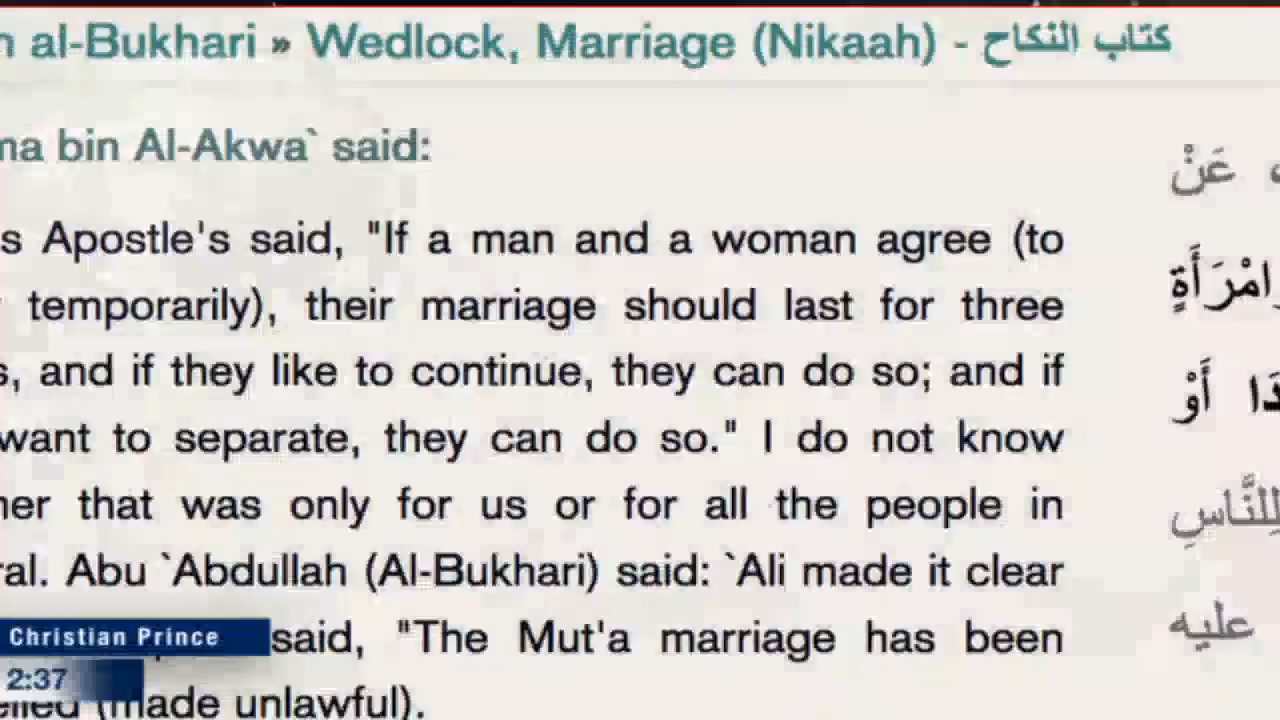 al-Bukhari » Wedlock, Marriage (Nikaah) - كتاب النكاح
bin Al-Akwa` said:
عَنْ
Apostle's said, "If a man and a woman agree (to
temporarily), their marriage should last for three
امْرَأَةٍ
and if they like to continue, they can do so; and if
أَوْ
want to separate, they can do so." I do not know
that was only for us or for all the people in
لِلنَّاسِ
Abu `Abdullah (Al-Bukhari) said: `Ali made it clear
عليه
said, "The Mut'a marriage has been
(made unlawful).
Christian Prince
2:37